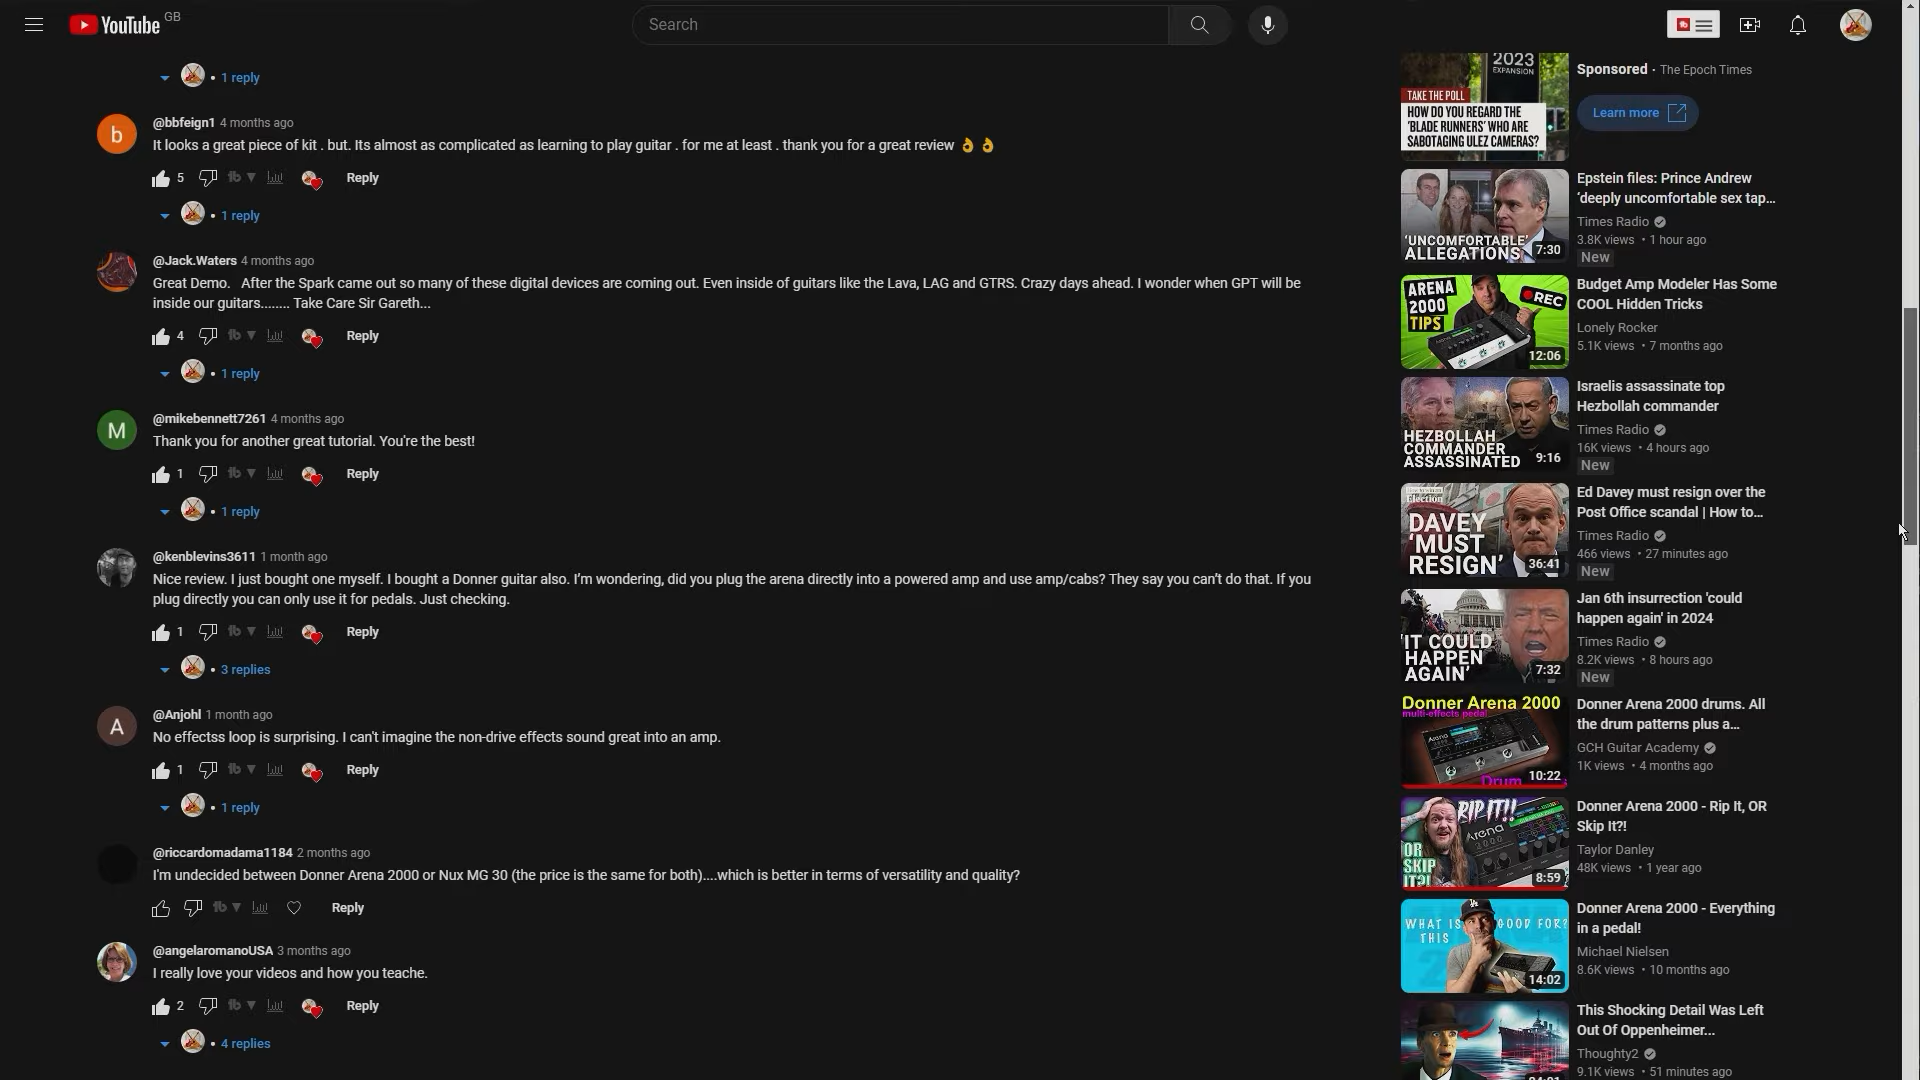 YouTube GB
Search
1 reply
@bbfeign1 4 months ago
It looks a great piece of kit . but. Its almost as complicated as learning to play guitar . for me at least . thank you for a great review 👌 👌
5 Reply
1 reply
@Jack.Waters 4 months ago
Great Demo. After the Spark came out so many of these digital devices are coming out. Even inside of guitars like the Lava, LAG and GTRS. Crazy days ahead. I wonder when GPT will be
inside our guitars........ Take Care Sir Gareth...
4 Reply
1 reply
@mikebennett7261 4 months ago
Thank you for another great tutorial. You're the best!
1 Reply
1 reply
@kenblevins3611 1 month ago
Nice review. I just bought one myself. I bought a Donner guitar also. I'm wondering, did you plug the arena directly into a powered amp and use amp/cabs? They say you can't do that. If you
plug directly you can only use it for pedals. Just checking.
1 Reply
3 replies
@Anjohl 1 month ago
No effectss loop is surprising. I can't imagine the non-drive effects sound great into an amp.
1 Reply
1 reply
@riccardomadama1184 2 months ago
I'm undecided between Donner Arena 2000 or Nux MG 30 (the price is the same for both)....which is better in terms of versatility and quality?
Reply
@angelaromanoUSA 3 months ago
I really love your videos and how you teache.
2 Reply
4 replies
2023
EXPANSION
TAKE THE POLL
HOW DO YOU REGARD THE
'BLADE RUNNERS' WHO ARE
SABOTAGING ULEZ CAMERAS?
Sponsored · The Epoch Times
Learn more
'UNCOMFORTABLE'
ALLEGATIONS
7:30
Epstein files: Prince Andrew
'deeply uncomfortable sex tap...
Times Radio
3.8K views • 1 hour ago
New
ARENA
2000
TIPS
REC
12:06
Budget Amp Modeler Has Some
COOL Hidden Tricks
Lonely Rocker
5.1K views • 7 months ago
HEZBOLLAH
COMMANDER
ASSASSINATED
9:16
Israelis assassinate top
Hezbollah commander
Times Radio
16K views • 4 hours ago
New
Election
DAVEY
'MUST
RESIGN'
36:41
Ed Davey must resign over the
Post Office scandal | How to...
Times Radio
466 views • 27 minutes ago
New
'IT COULD
HAPPEN
AGAIN'
7:32
Jan 6th insurrection 'could
happen again' in 2024
Times Radio
8.2K views • 8 hours ago
New
Donner Arena 2000
multi-effects pedal
Arena
2000
Drum
10:22
Donner Arena 2000 drums. All
the drum patterns plus a...
GCH Guitar Academy
1K views • 4 months ago
RIP IT!!
Arena
2000
OR
SKIP
IT?!
8:59
Donner Arena 2000 - Rip It, OR
Skip It?!
Taylor Danley
48K views • 1 year ago
WHAT IS GOOD FOR?
THIS
14:02
Donner Arena 2000 - Everything
in a pedal!
Michael Nielsen
8.6K views • 10 months ago
This Shocking Detail Was Left
Out Of Oppenheimer...
Thoughty2
9.1K views • 51 minutes ago